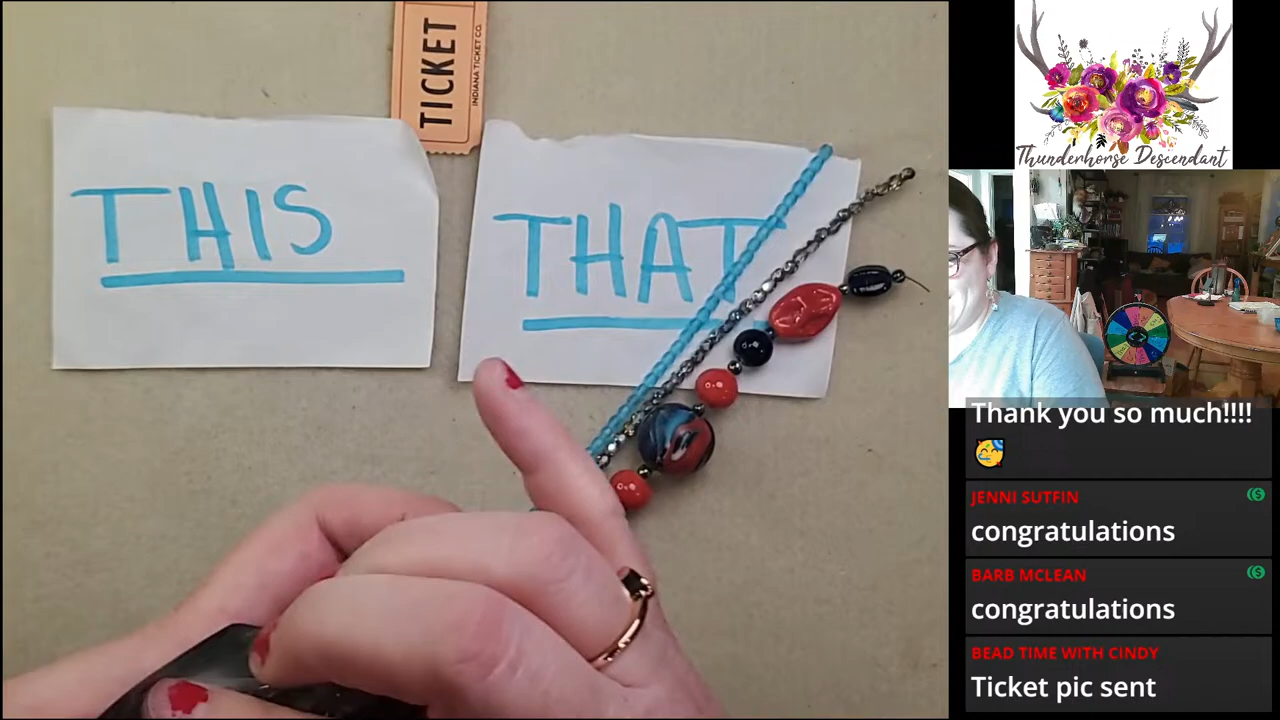 TICKET
INDIANA TICKET CO.
THIS
THAT
Thunderhorse Descendant
Thank you so much!!!!
🥳
JENNI SUTFIN
congratulations
BARB MCLEAN
congratulations
BEAD TIME WITH CINDY
Ticket pic sent